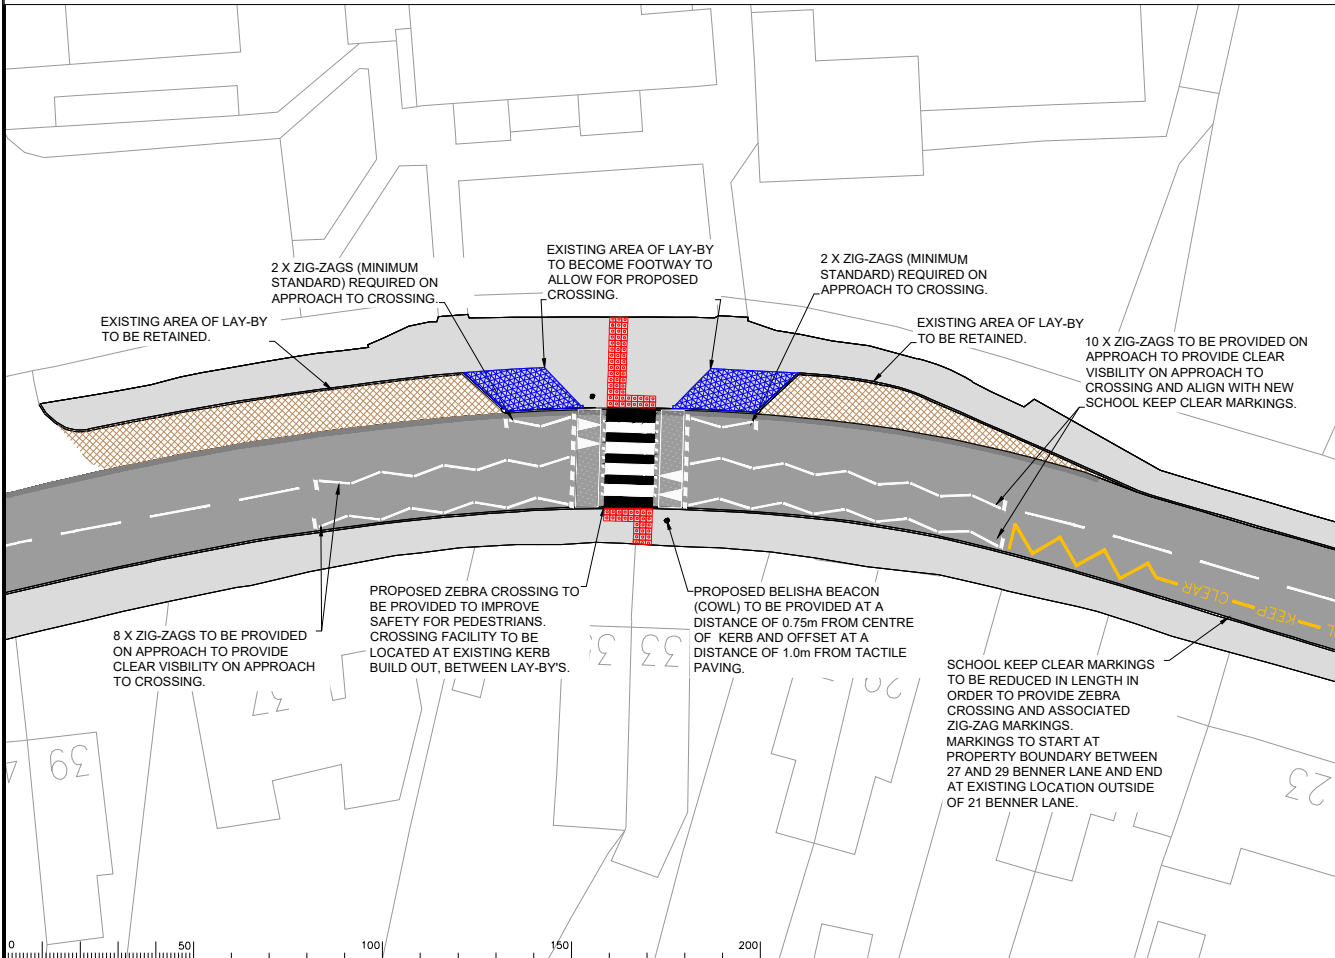 EXISTING AREA OF LAY-BY
TO BECOME FOOTWAY TO
ALLOW FOR PROPOSED
CROSSING.
2 X ZIG-ZAGS (MINIMUM
STANDARD) REQUIRED ON
APPROACH TO CROSSING.
2 X ZIG-ZAGS (MINIMUM
STANDARD) REQUIRED ON
APPROACH TO CROSSING.
EXISTING AREA OF LAY-BY
TO BE RETAINED.
EXISTING AREA OF LAY-BY
TO BE RETAINED.
10 X ZIG-ZAGS TO BE PROVIDED ON
APPROACH TO PROVIDE CLEAR
VISBILITY ON APPROACH TO
CROSSING AND ALIGN WITH NEW
SCHOOL KEEP CLEAR MARKINGS.
KEEP CLEAR
PROPOSED ZEBRA CROSSING TO
BE PROVIDED TO IMPROVE
SAFETY FOR PEDESTRIANS.
CROSSING FACILITY TO BE
LOCATED AT EXISTING KERB
BUILD OUT, BETWEEN LAY-BY'S.
PROPOSED BELISHA BEACON
(COWL) TO BE PROVIDED AT A
DISTANCE OF 0.75m FROM CENTRE
OF KERB AND OFFSET AT A
DISTANCE OF 1.0m FROM TACTILE
PAVING.
8 X ZIG-ZAGS TO BE PROVIDED
ON APPROACH TO PROVIDE
CLEAR VISBILITY ON APPROACH
TO CROSSING.
SCHOOL KEEP CLEAR MARKINGS
TO BE REDUCED IN LENGTH IN
ORDER TO PROVIDE ZEBRA
CROSSING AND ASSOCIATED
ZIG-ZAG MARKINGS.
MARKINGS TO START AT
PROPERTY BOUNDARY BETWEEN
27 AND 29 BENNER LANE AND END
AT EXISTING LOCATION OUTSIDE
OF 21 BENNER LANE.
39
37
33
23
0 50 100 150 200